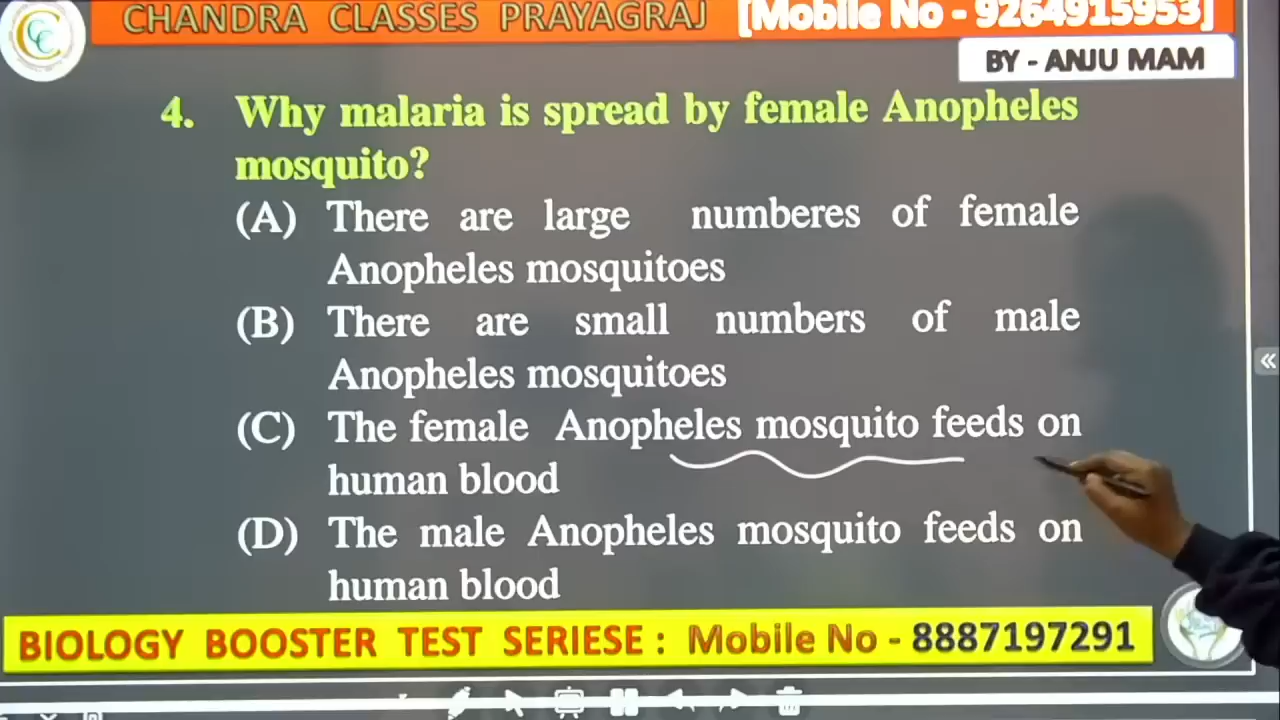 CHANDRA CLASSES PRAYAGRAJ [Mobile No - 9264915953]
BY - ANJU MAM
4. Why malaria is spread by female Anopheles
mosquito?
(A) There are large numberes of female
Anopheles mosquitoes
(B) There are small numbers of male
Anopheles mosquitoes
(C) The female Anopheles mosquito feeds on
human blood
(D) The male Anopheles mosquito feeds on
human blood
BIOLOGY BOOSTER TEST SERIESE : Mobile No - 8887197291